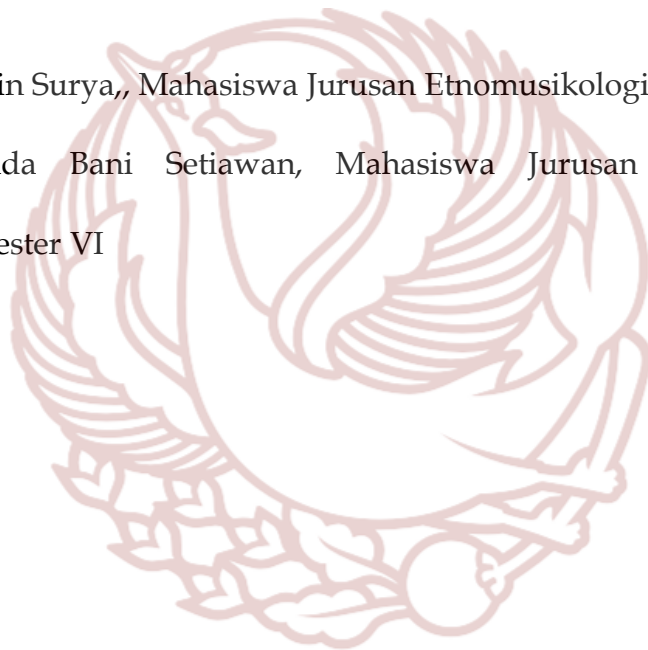 in Surya,, Mahasiswa Jurusan Etnomusikologi
da Bani Setiawan, Mahasiswa Jurusan
ester VI